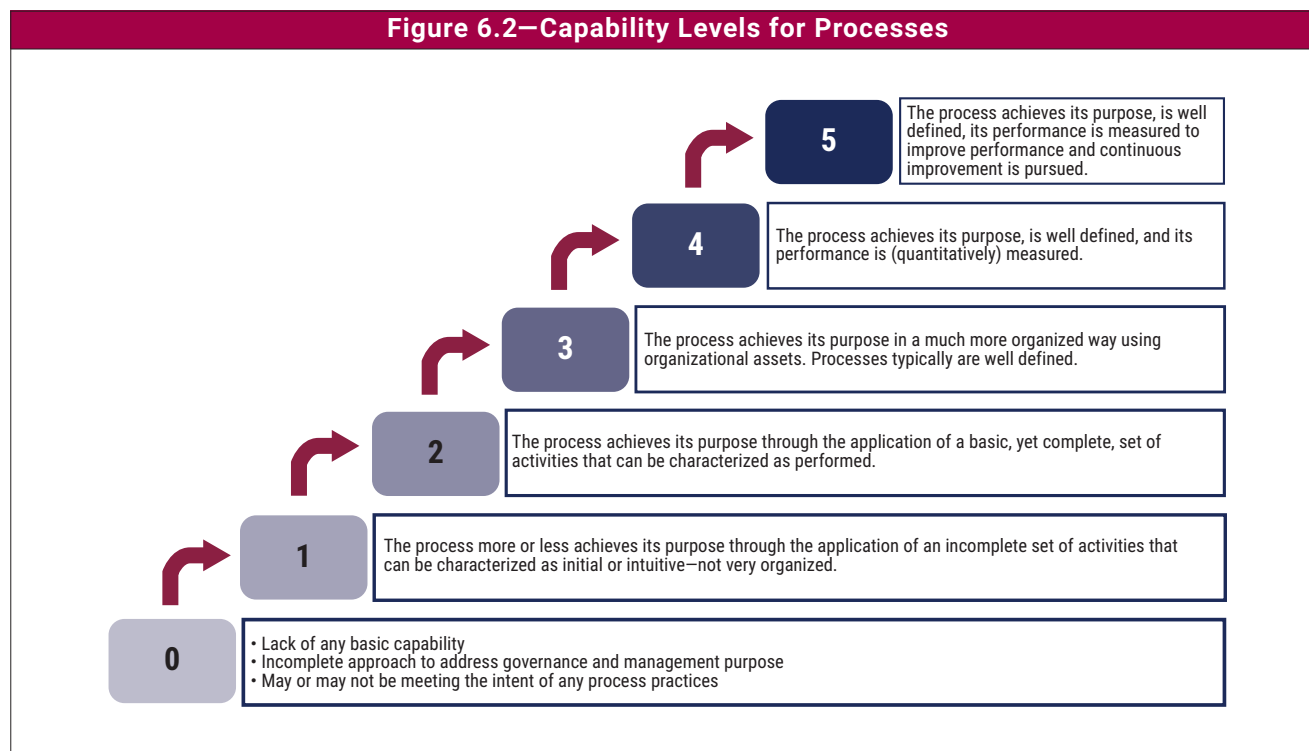 Figure 6.2—Capability Levels for Processes
5
The process achieves its purpose, is well
defined, its performance is measured to
improve performance and continuous
improvement is pursued.
4
The process achieves its purpose, is well defined, and its
performance is (quantitatively) measured.
3
The process achieves its purpose in a much more organized way using
organizational assets. Processes typically are well defined.
2
The process achieves its purpose through the application of a basic, yet complete, set of
activities that can be characterized as performed.
1
The process more or less achieves its purpose through the application of an incomplete set of activities that
can be characterized as initial or intuitive—not very organized.
0
• Lack of any basic capability
• Incomplete approach to address governance and management purpose
• May or may not be meeting the intent of any process practices